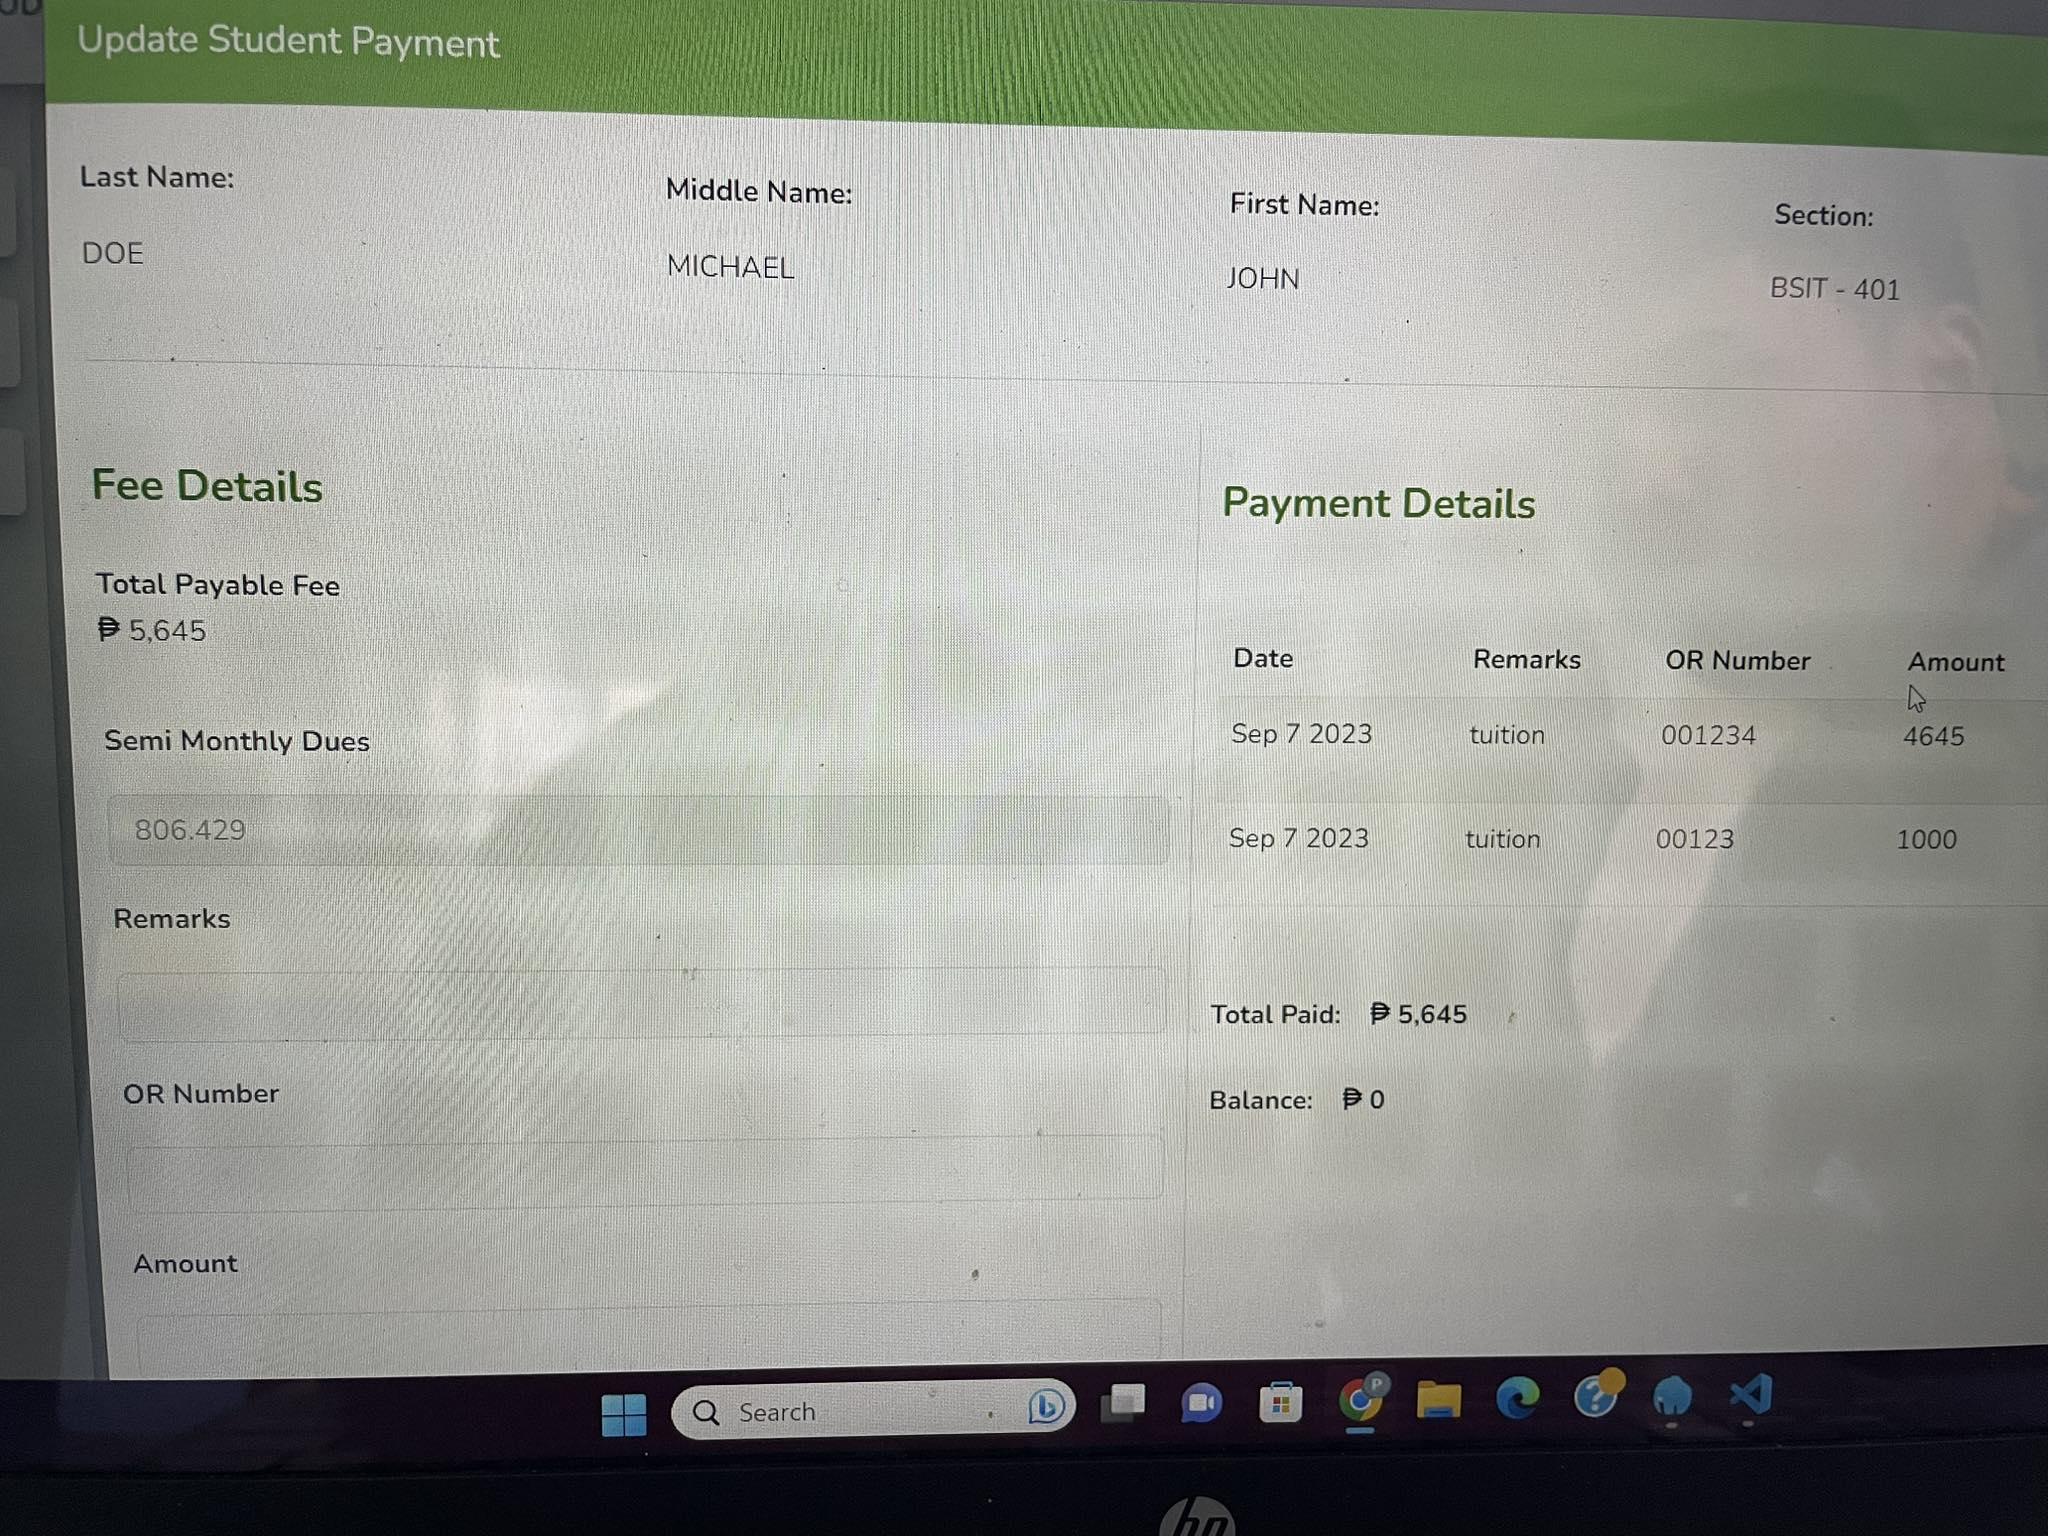 Update Student Payment
Last Name:
Middle Name:
First Name:
Section:
DOE
MICHAEL
JOHN
BSIT - 401
Fee Details
Total Payable Fee
₱ 5,645
Semi Monthly Dues
806.429
Remarks
OR Number
Amount
Payment Details
Date Remarks OR Number Amount
Sep 7 2023 tuition 001234 4645
Sep 7 2023 tuition 00123 1000
Total Paid: ₱ 5,645
Balance: ₱ 0
Search
P
hp